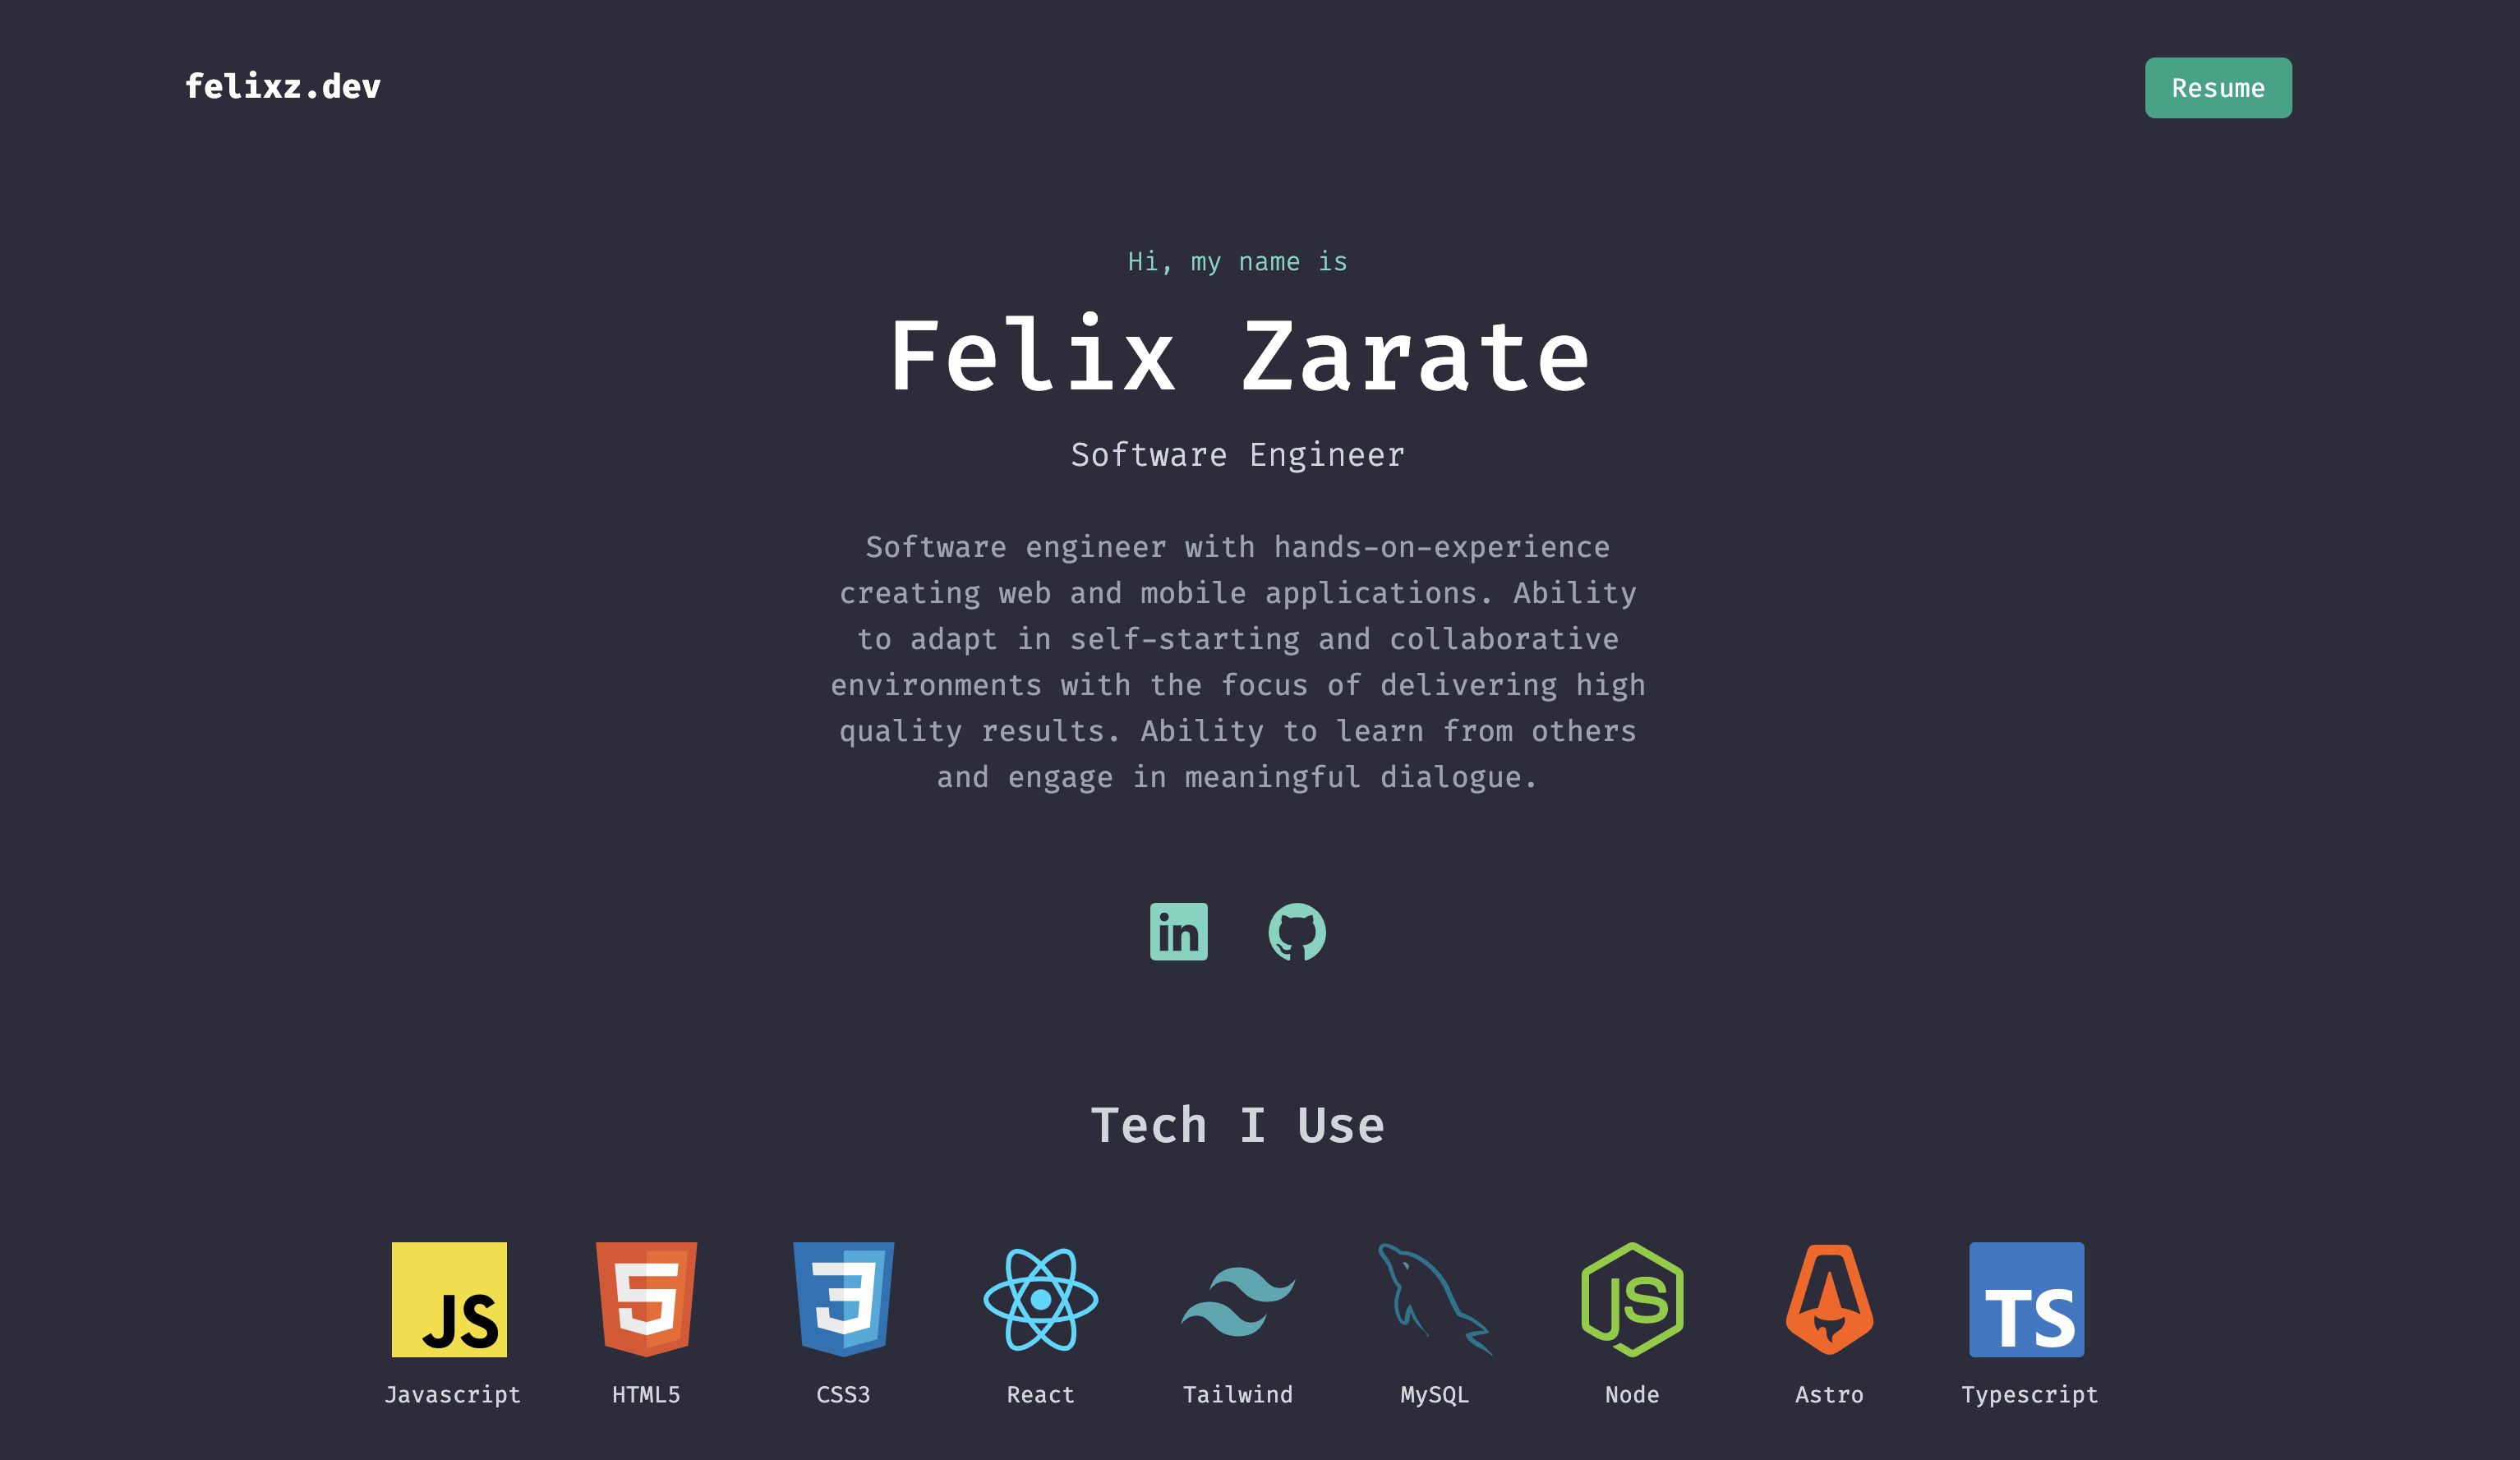 felixz.dev
Resume
Hi, my name is
Felix Zarate
Software Engineer
Software engineer with hands-on-experience
creating web and mobile applications. Ability
to adapt in self-starting and collaborative
environments with the focus of delivering high
quality results. Ability to learn from others
and engage in meaningful dialogue.
in
Tech I Use
JS
5
3
JS
TS
Javascript
HTML5
CSS3
React
Tailwind
MySQL
Node
Astro
Typescript